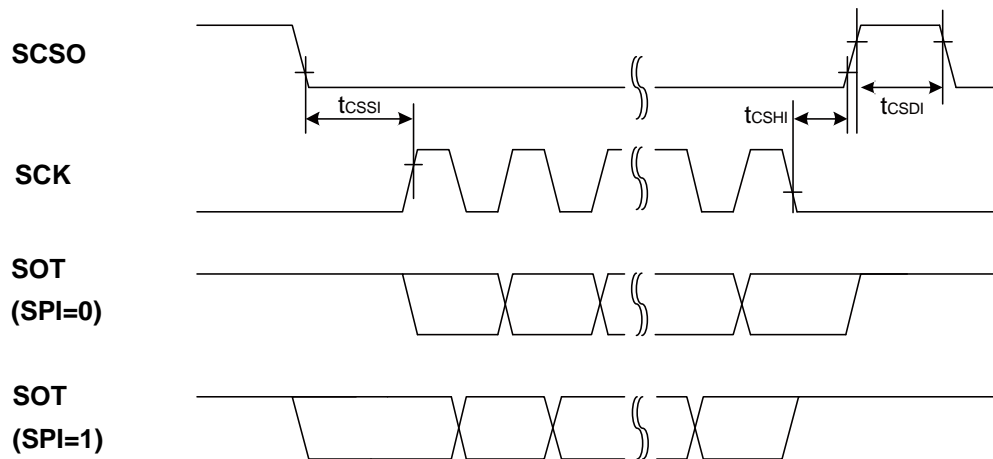 SCSO
tCSSI
tCSHI
tCSDI
SCK
SOT
(SPI=0)
SOT
(SPI=1)